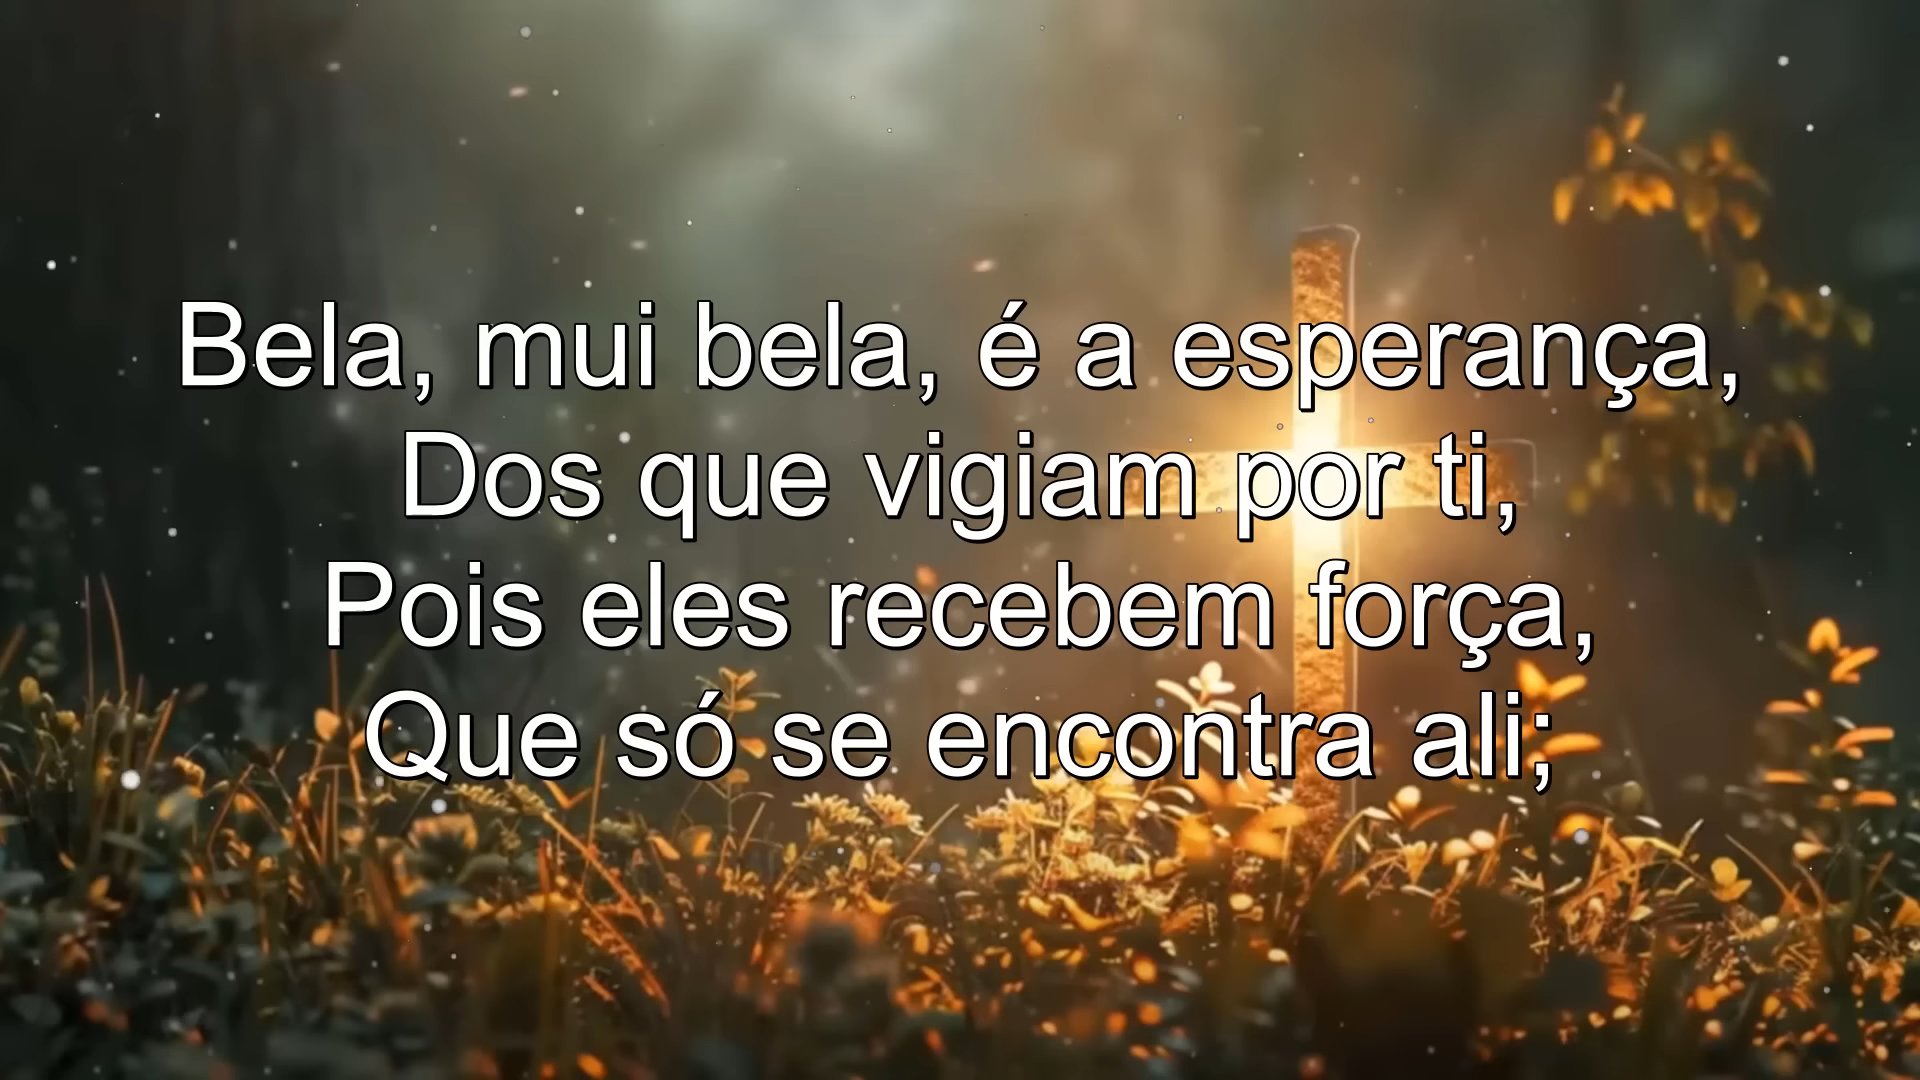 Bela, mui bela, é a esperança,
Dos que vigiam por ti,
Pois eles recebem força,
Que só se encontra ali;